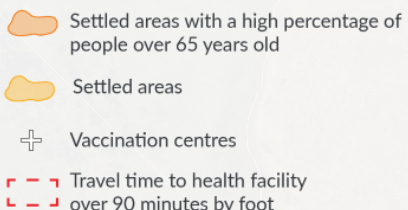 Settled areas with a high percentage of
people over 65 years old
Settled areas
Vaccination centres
Travel time to health facility
over 90 minutes by foot